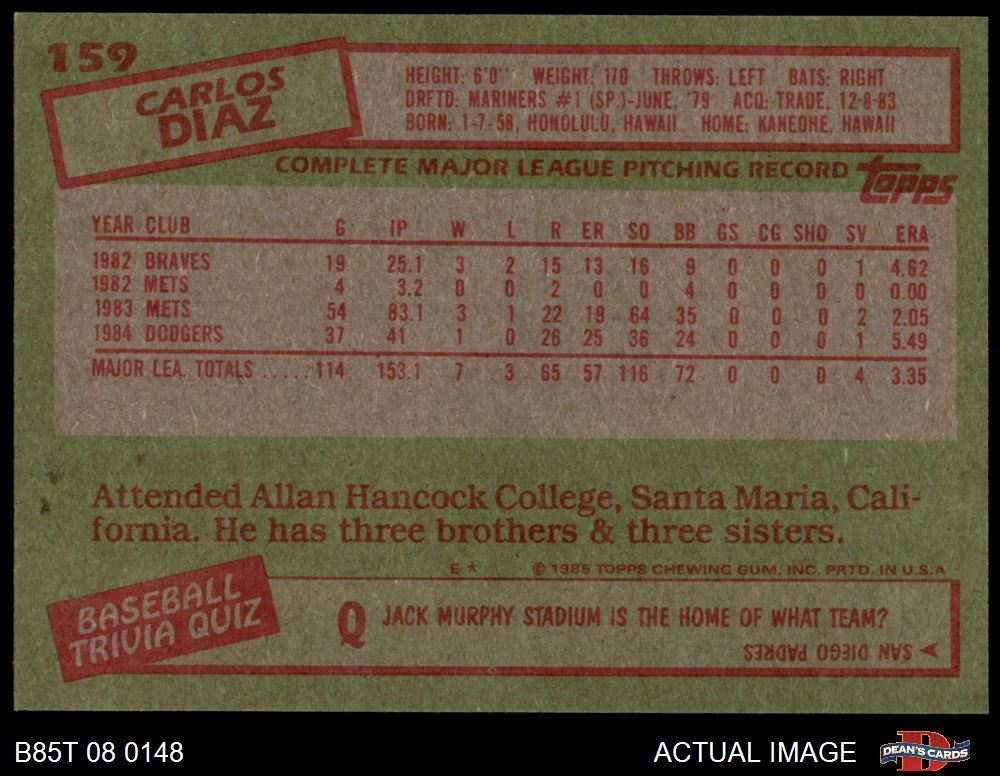 159
CARLOS
DIAZ
HEIGHT: 6'0" WEIGHT: 170 THROWS: LEFT BATS: RIGHT
DRFTD: MARINERS #1 (SP.)-JUNE, '79 ACQ: TRADE, 12-8-83
BORN: 1-7-58, HONOLULU, HAWAII HOME: KANEOHE, HAWAII
COMPLETE MAJOR LEAGUE PITCHING RECORD
Topps
YEAR CLUB G IP W L R ER SO BB GS CG SHO SV ERA
1982 BRAVES 19 25.1 3 2 15 13 16 9 0 0 0 1 4.62
1982 METS 4 3.2 0 0 2 0 0 4 0 0 0 0 0.00
1983 METS 54 83.1 3 1 22 19 64 35 0 0 0 2 2.05
1984 DODGERS 37 41 1 0 26 25 36 24 0 0 0 1 5.49
MAJOR LEA. TOTALS .....114 153.1 7 3 65 57 116 72 0 0 0 4 3.35
Attended Allan Hancock College, Santa Maria, Cali-
fornia. He has three brothers & three sisters.
E * © 1985 TOPPS CHEWING GUM, INC. PRTD. IN U.S.A
BASEBALL
TRIVIA QUIZ
Q JACK MURPHY STADIUM IS THE HOME OF WHAT TEAM?
SAN DIEGO PADRES
B85T 08 0148
ACTUAL IMAGE
DEAN'S CARDS